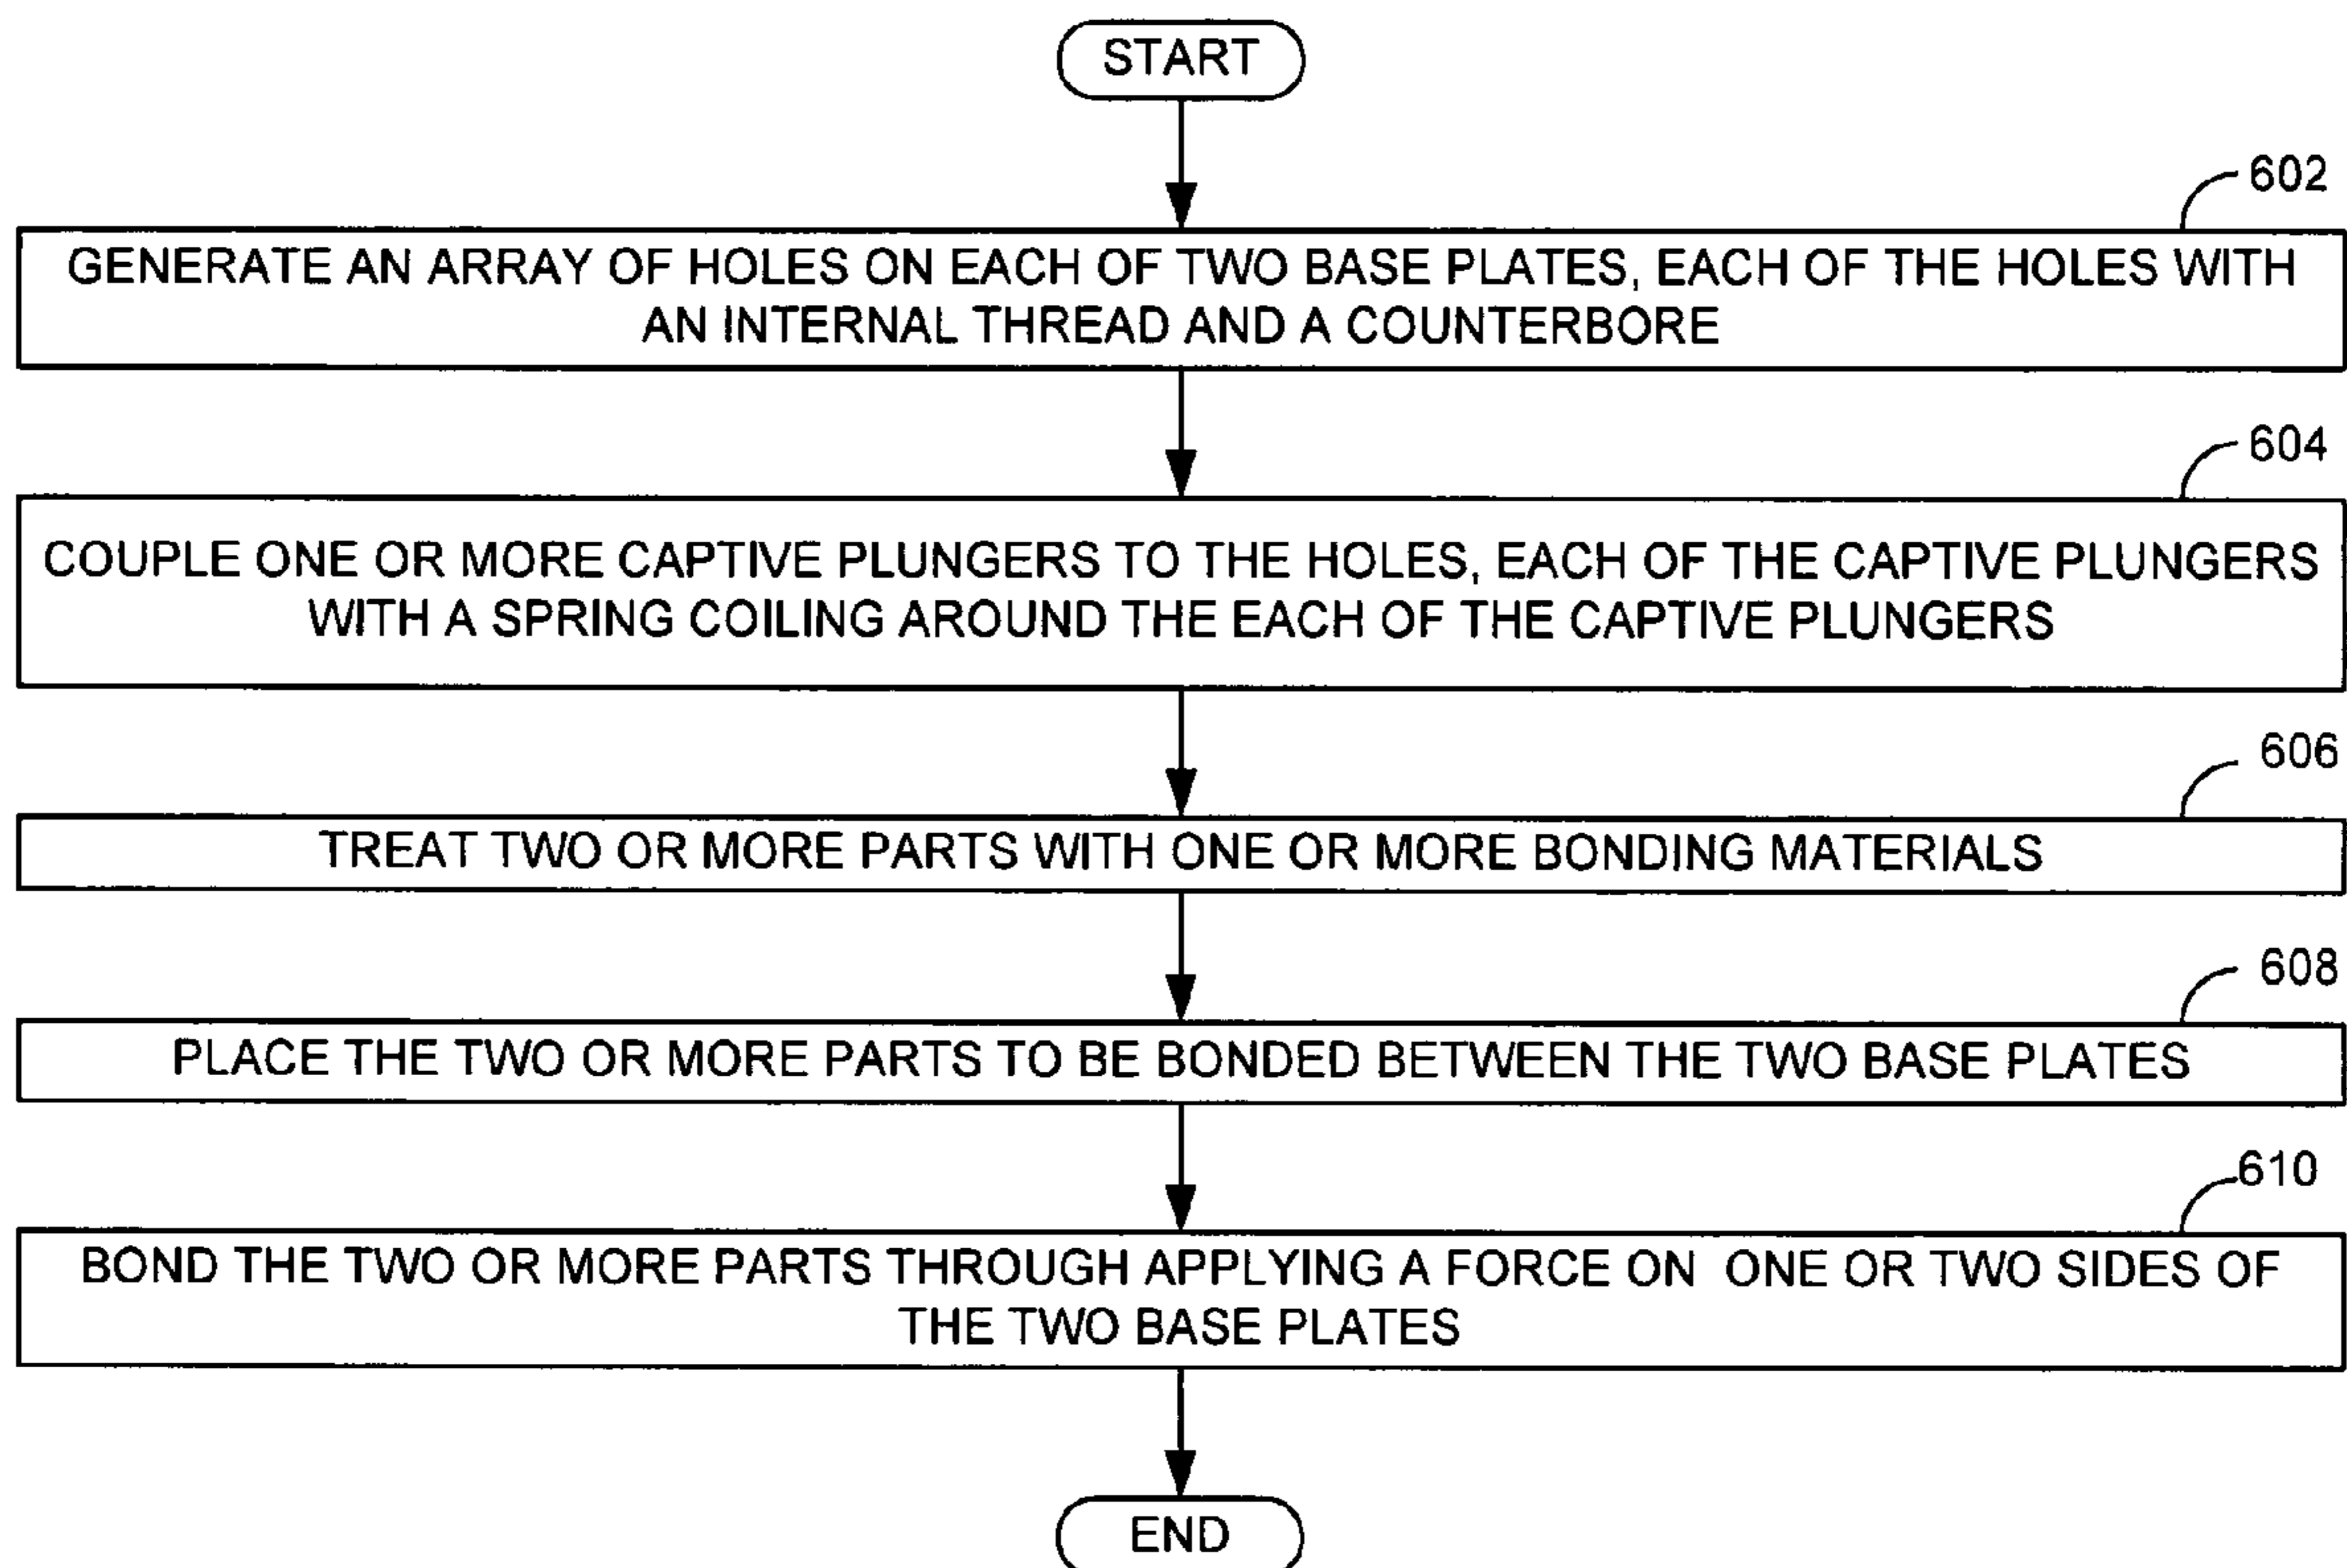 START
602
GENERATE AN ARRAY OF HOLES ON EACH OF TWO BASE PLATES, EACH OF THE HOLES WITH
AN INTERNAL THREAD AND A COUNTERBORE
604
COUPLE ONE OR MORE CAPTIVE PLUNGERS TO THE HOLES, EACH OF THE CAPTIVE PLUNGERS
WITH A SPRING COILING AROUND THE EACH OF THE CAPTIVE PLUNGERS
606
TREAT TWO OR MORE PARTS WITH ONE OR MORE BONDING MATERIALS
608
PLACE THE TWO OR MORE PARTS TO BE BONDED BETWEEN THE TWO BASE PLATES
610
BOND THE TWO OR MORE PARTS THROUGH APPLYING A FORCE ON ONE OR TWO SIDES OF
THE TWO BASE PLATES
END